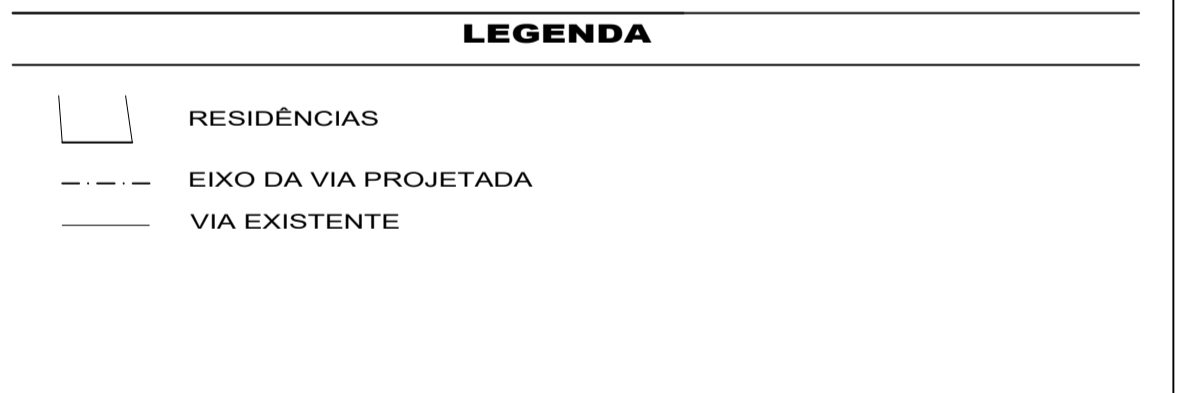 LEGENDA
RESIDÊNCIAS
EIXO DA VIA PROJETADA
VIA EXISTENTE